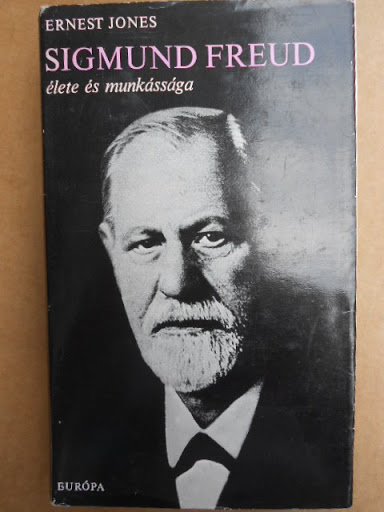 ERNEST JONES
SIGMUND FREUD
élete és munkássága
EURÓPA